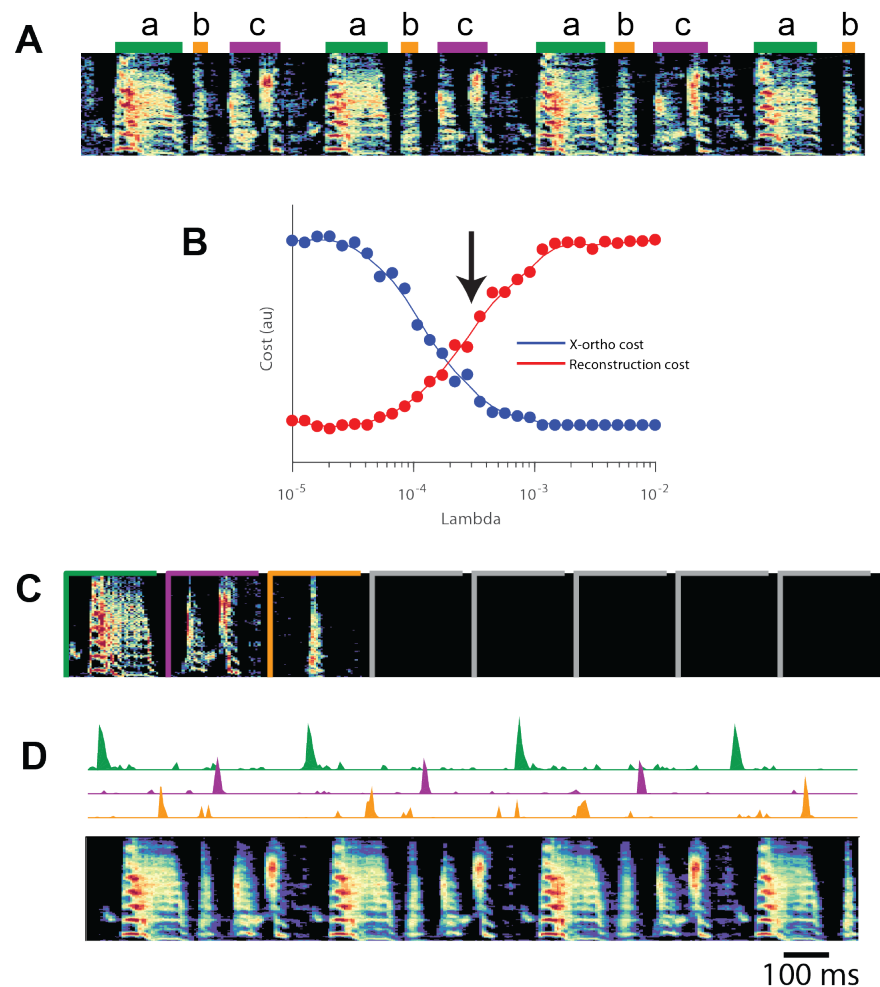 A
a b c a b c a b c a b
B
Cost (au)
X-ortho cost
Reconstruction cost
10⁻⁵ 10⁻⁴ 10⁻³ 10⁻²
Lambda
C
D
100 ms